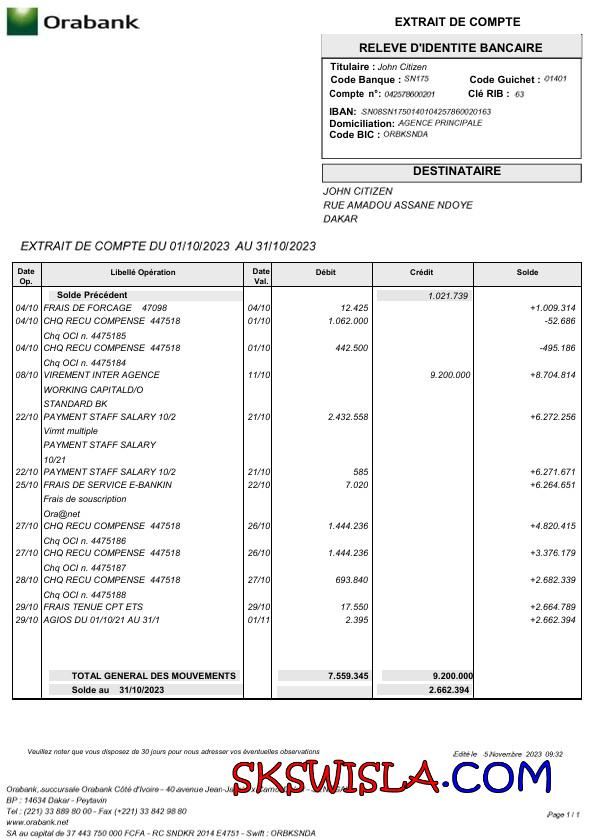 Orabank
EXTRAIT DE COMPTE
RELEVE D'IDENTITE BANCAIRE
Titulaire : John Citizen
Code Banque : SN175 Code Guichet : 01401
Compte n°: 042578600201 Clé RIB : 63
IBAN: SN08SN1750140104257860020163
Domiciliation: AGENCE PRINCIPALE
Code BIC : ORBKSNDA
DESTINATAIRE
JOHN CITIZEN
RUE AMADOU ASSANE NDOYE
DAKAR
EXTRAIT DE COMPTE DU 01/10/2023 AU 31/10/2023
Date Op. Libellé Opération Date Val. Débit Crédit Solde
Solde Précédent 1.021.739
04/10 FRAIS DE FORCAGE 47098 04/10 12.425 +1.009.314
04/10 CHQ RECU COMPENSE 447518 01/10 1.062.000 -52.686
Chq OCI n. 4475185
04/10 CHQ RECU COMPENSE 447518 01/10 442.500 -495.186
Chq OCI n. 4475184
08/10 VIREMENT INTER AGENCE 11/10 9.200.000 +8.704.814
WORKING CAPITALD/O
STANDARD BK
22/10 PAYMENT STAFF SALARY 10/2 21/10 2.432.558 +6.272.256
Virmt multiple
PAYMENT STAFF SALARY
10/21
22/10 PAYMENT STAFF SALARY 10/2 21/10 585 +6.271.671
25/10 FRAIS DE SERVICE E-BANKIN 22/10 7.020 +6.264.651
Frais de souscription
Ora@net
27/10 CHQ RECU COMPENSE 447518 26/10 1.444.236 +4.820.415
Chq OCI n. 4475186
27/10 CHQ RECU COMPENSE 447518 26/10 1.444.236 +3.376.179
Chq OCI n. 4475187
28/10 CHQ RECU COMPENSE 447518 27/10 693.840 +2.682.339
Chq OCI n. 4475188
29/10 FRAIS TENUE CPT ETS 29/10 17.550 +2.664.789
29/10 AGIOS DU 01/10/21 AU 31/1 01/11 2.395 +2.662.394
TOTAL GENERAL DES MOUVEMENTS 7.559.345 9.200.000
Solde au 31/10/2023 2.662.394
Veuillez noter que vous disposez de 30 jours pour nous adresser vos éventuelles observations
Edité le 5 Novembre 2023 09:32
SKSWISLA.COM
Orabank, succursale Orabank Côté d'Ivoire - 40 avenue Jean-
BP : 14634 Dakar - Peytavin
Tel : (221) 33 889 80 00 - Fax (+221) 33 842 98 80
www.orabank.net
Page 1 / 1
SA au capital de 37 443 750 000 FCFA - RC SNDKR 2014 E4751 - Swift : ORBKSNDA